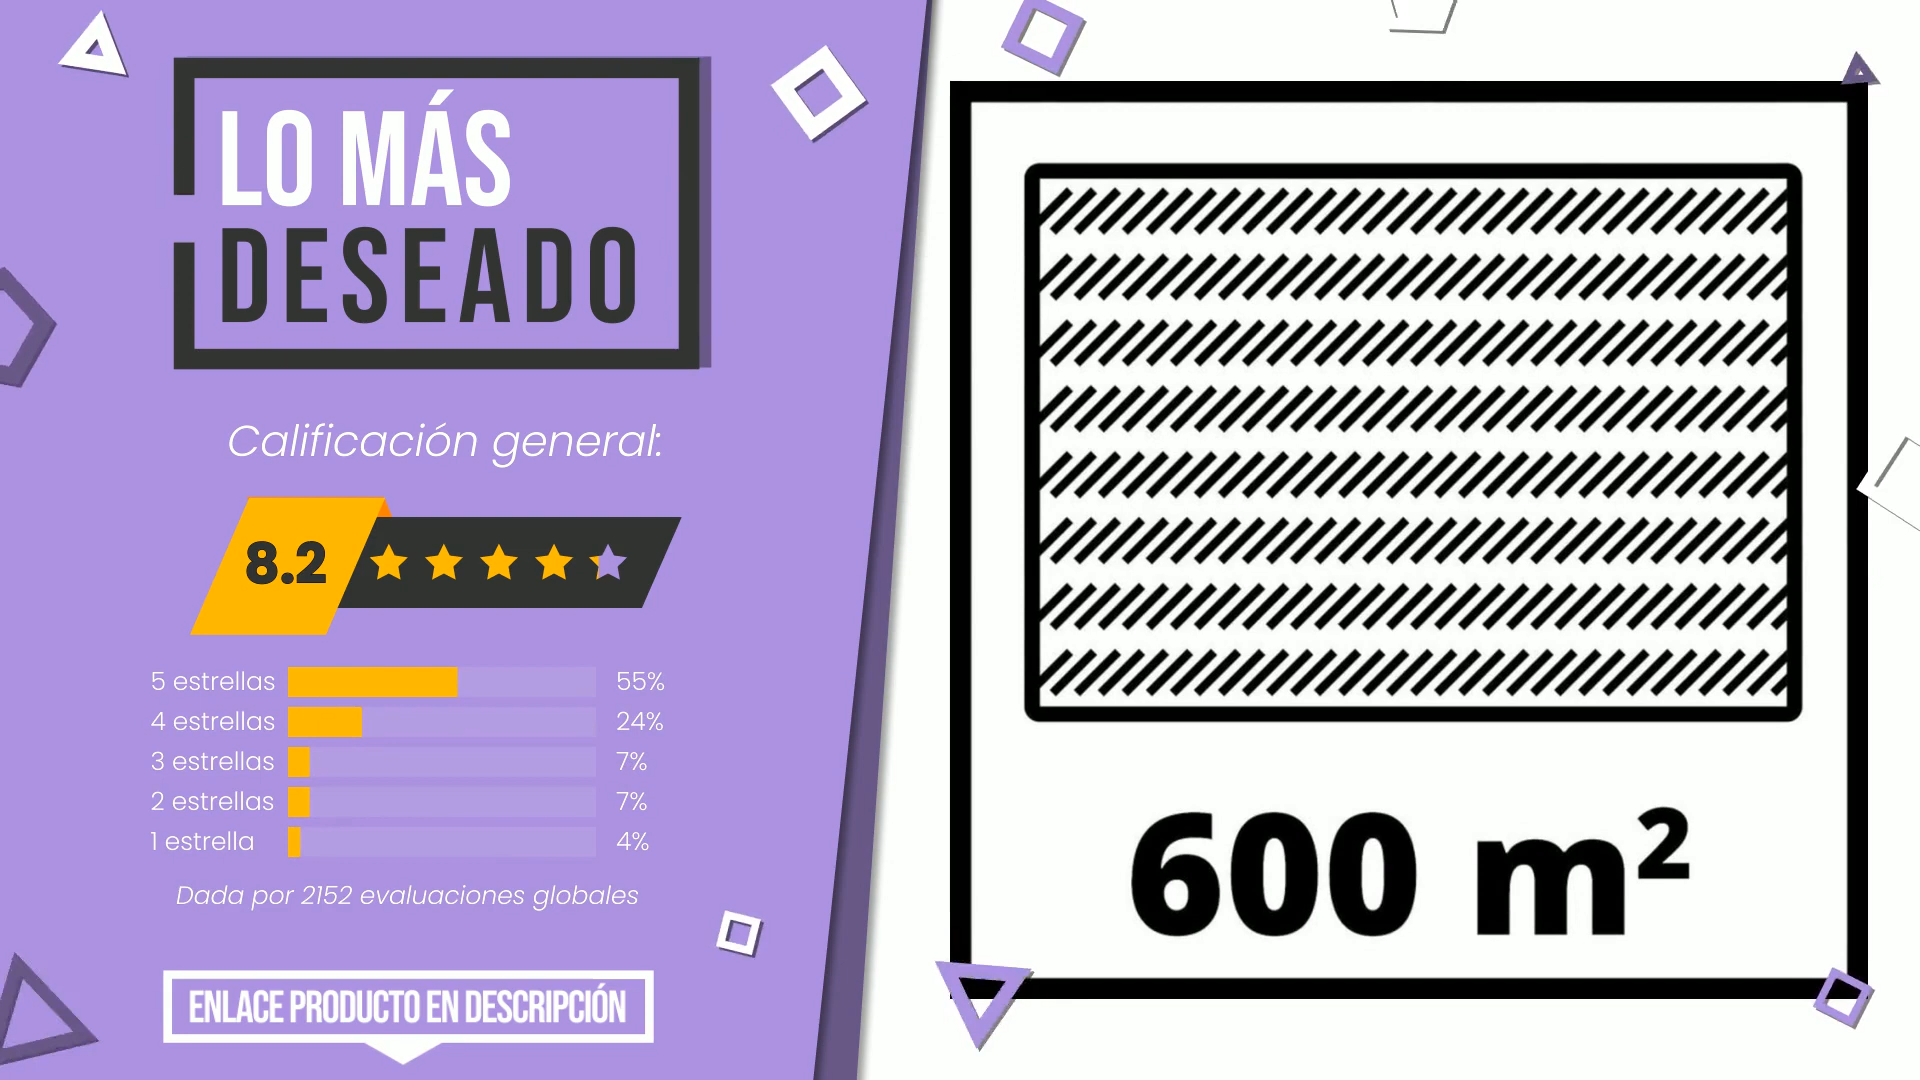 LO MÁS
DESEADO
Calificación general:
8.2
5 estrellas 55%
4 estrellas 24%
3 estrellas 7%
2 estrellas 7%
1 estrella 4%
Dada por 2152 evaluaciones globales
ENLACE PRODUCTO EN DESCRIPCIÓN
600 m²